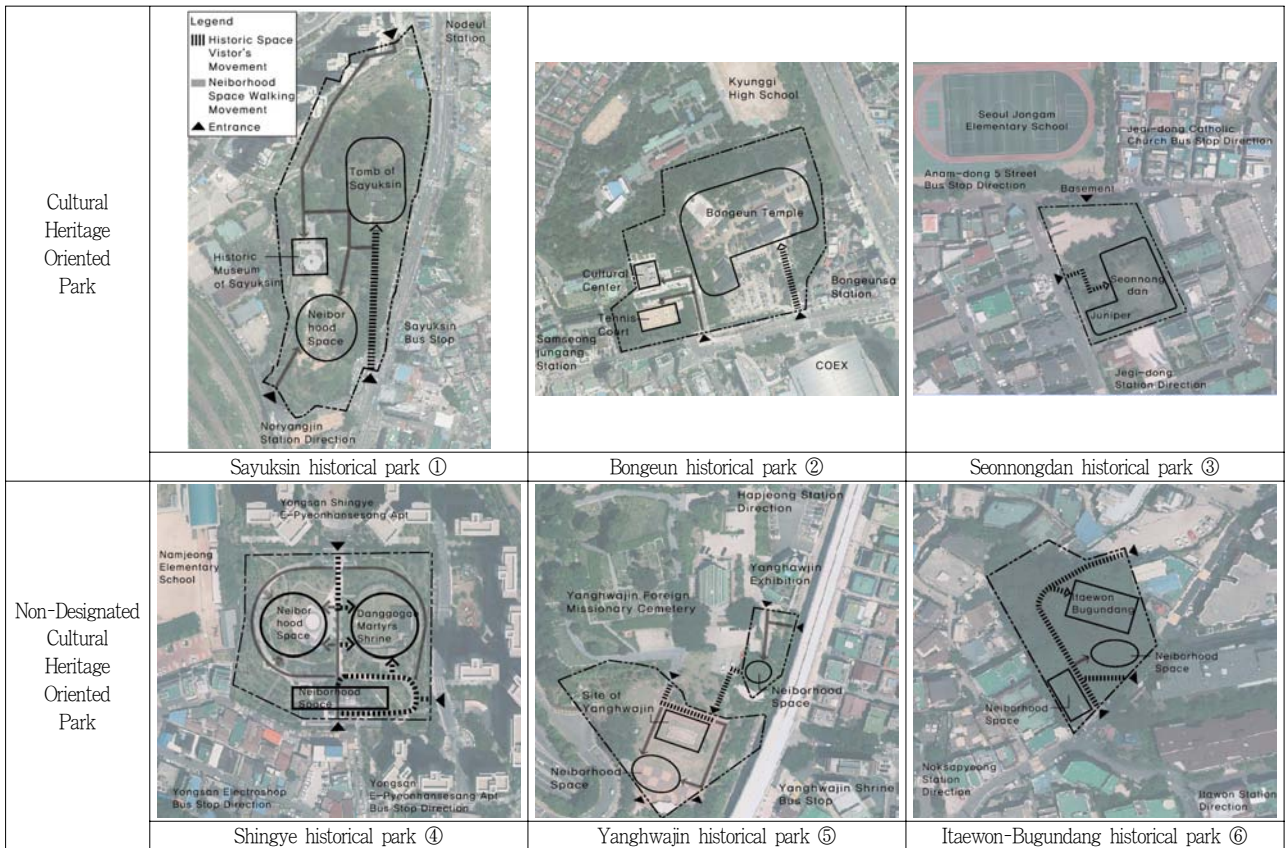 Cultural
Heritage
Oriented
Park
Legend
Historic Space
Vistor's
Movement
Neiborhood
Space Walking
Movement
Entrance
Nodeul
Station
Tomb of
Sayuksin
Historic
Museum
of Sayuksin
Neibor
hood
Space
Sayuksin
Bus Stop
Noryangjin
Station Direction
Sayuksin historical park ①
Kyunggi
High School
Bongeun Temple
Cultural
Center
Tennis
Court
Bongeunsa
Station
Samseong
Jungang
Station
COEX
Bongeun historical park ②
Seoul Jongam
Elementary School
Jegi-dong Catholic
Church Bus Stop Direction
Anam-dong 5 Street
Bus Stop Direction
Basement
Seonnong
dan
Juniper
Jegi-dong
Station Direction
Seonnongdan historical park ③
Non-Designated
Cultural
Heritage
Oriented
Park
Yongsan Shingye
E-Pyeonhansesang Apt
Namjeong
Elementary
School
Neibor
hood
Space
Danggogae
Martyrs
Shrine
Neiborhood
Space
Yongsan Electroshop
Bus Stop Direction
Yongsan
E-Pyeonhansesang Apt
Bus Stop Direction
Shingye historical park ④
Hapjeong Station
Direction
Yanghawjin
Exhibition
Yanghwajin Foreign
Missionary Cemetery
Site of
Yanghwajin
Neiborhood
Space
Neiborhood
Space
Yanghwajin Shrine
Bus Stop
Yanghwajin historical park ⑤
Itaewon
Bugundang
Neiborhood
Space
Neiborhood
Space
Noksapyeong
Station
Direction
Itawon Station
Direction
Itaewon-Bugundang historical park ⑥